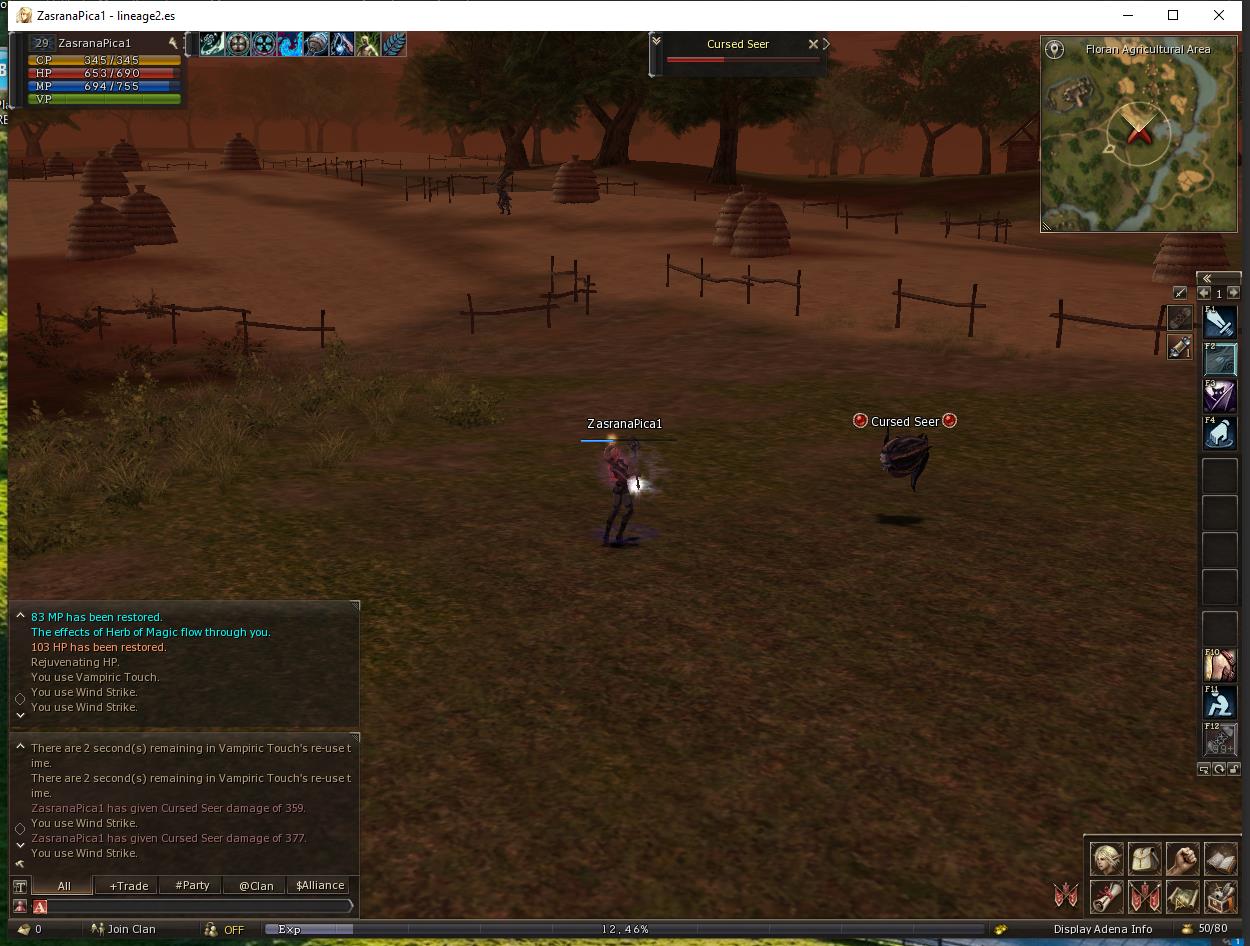 ZasranaPica1 - lineage2.es
29 ZasranaPica1
CP 345/345
HP 653/690
MP 694/755
VP
Cursed Seer
Floran Agricultural Area
1
F1
F2
F3
F4
1
ZasranaPica1
Cursed Seer
83 MP has been restored.
The effects of Herb of Magic flow through you.
103 HP has been restored.
Rejuvenating HP.
You use Vampiric Touch.
You use Wind Strike.
You use Wind Strike.
F10
F11
F12
99+
There are 2 second(s) remaining in Vampiric Touch's re-use t
ime.
There are 2 second(s) remaining in Vampiric Touch's re-use t
ime.
ZasranaPica1 has given Cursed Seer damage of 359.
You use Wind Strike.
ZasranaPica1 has given Cursed Seer damage of 377.
You use Wind Strike.
T All +Trade #Party @Clan $Alliance
A
0 Join Clan OFF Exp 12.46% Display Adena Info 50/80